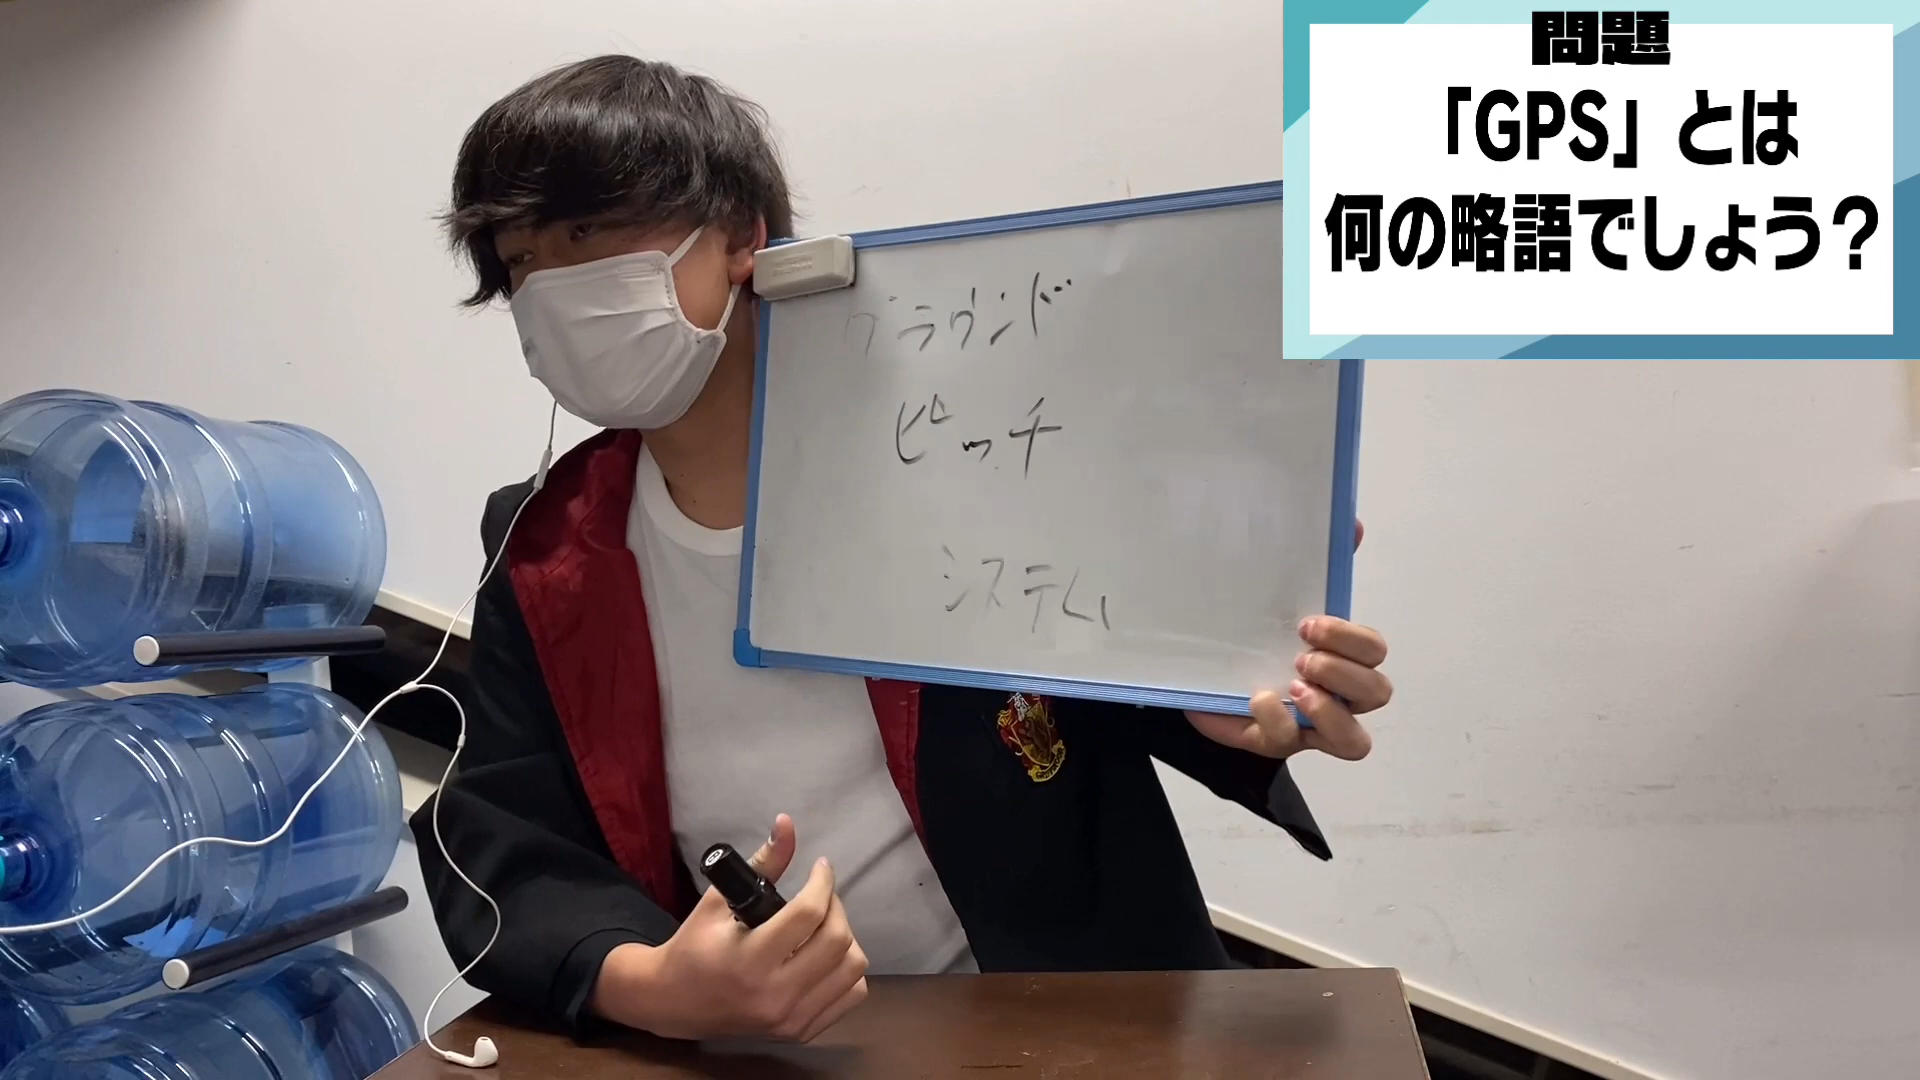 問題
「GPS」とは
何の略語でしょう？
グラウンド
ピッチ
システム